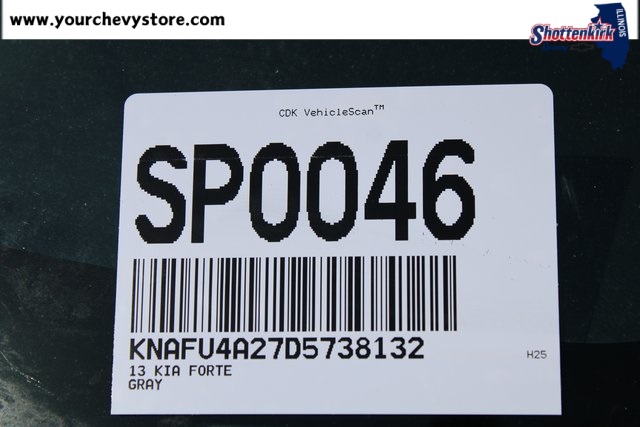 www.yourchevystore.com
Shottenkirk
ILLINOIS
CDK VehicleScan™
SP0046
KNAFU4A27D5738132
13 KIA FORTE
H25
GRAY